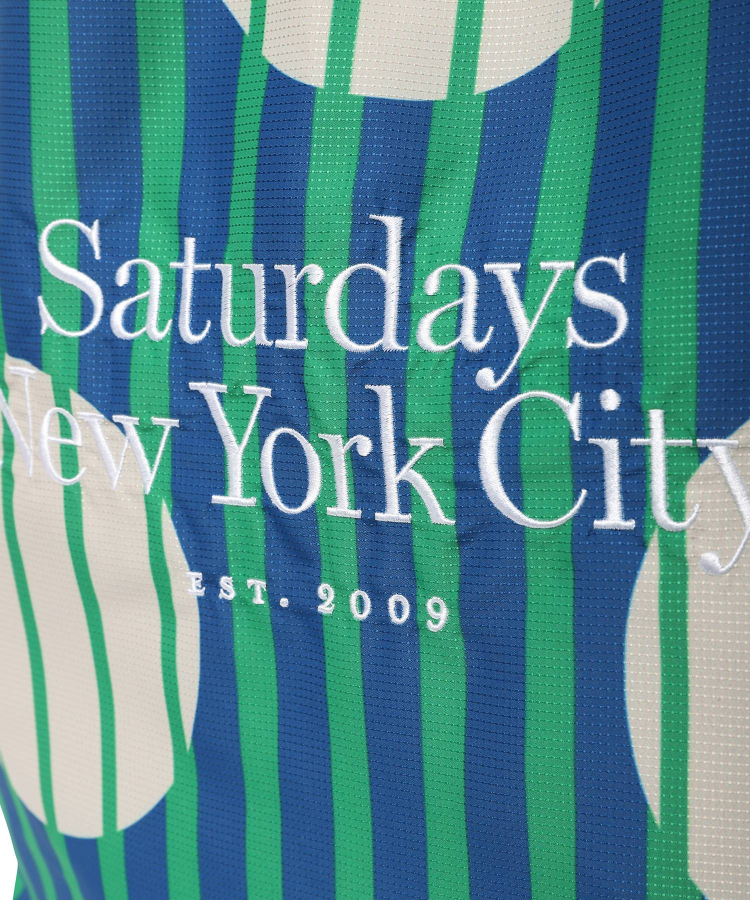 Saturdays
New York City
EST. 2009